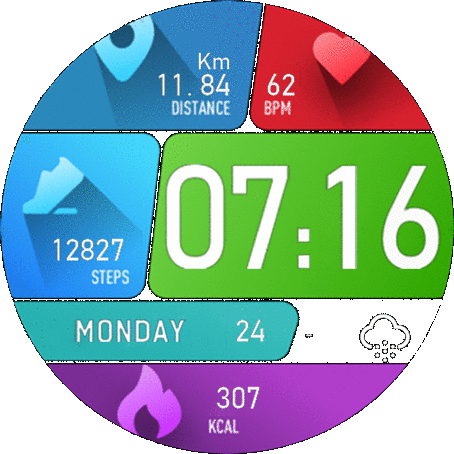 Km
11.84
DISTANCE
62
BPM
12827
STEPS
07:16
MONDAY 24
307
KCAL